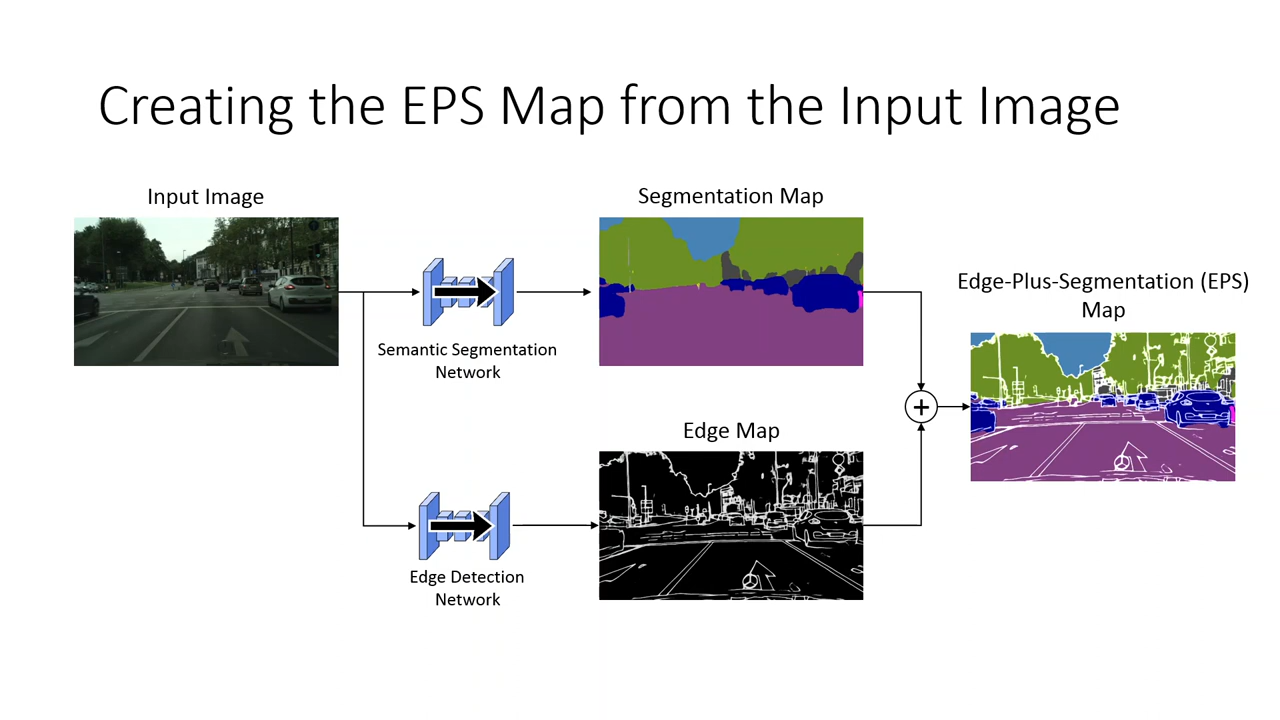 Creating the EPS Map from the Input Image
Input Image
Segmentation Map
Semantic Segmentation
Network
Edge-Plus-Segmentation (EPS)
Map
Edge Map
Edge Detection
Network